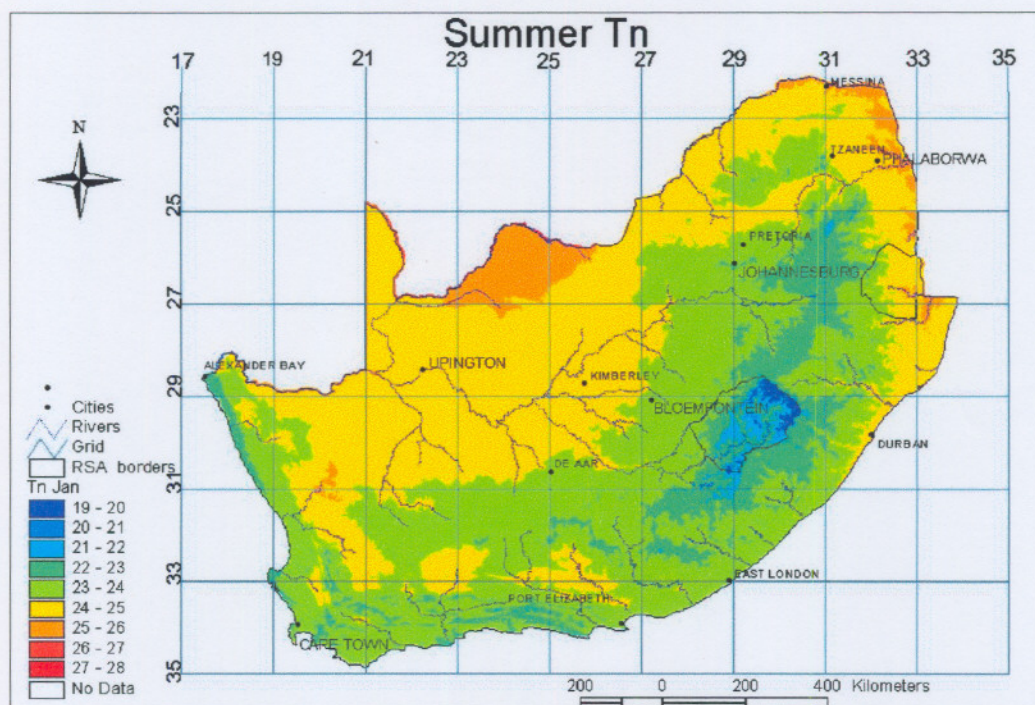 Summer Tn
17 19 21 23 25 27 29 31 33 35
MESSINA
23
N
TZANEEN
PHALABORWA
25
PRETORIA
JOHANNESBURG
27
ALEXANDER BAY
UPINGTON
KIMBERLEY
29
BLOEMFONTEIN
DURBAN
DE AAR
31
Cities
Rivers
Grid
RSA borders
Tn Jan
19 - 20
20 - 21
21 - 22
22 - 23
23 - 24
24 - 25
25 - 26
26 - 27
27 - 28
No Data
33
EAST LONDON
PORT ELIZABETH
CARE TOWN
35
200 0 200 400 Kilometers